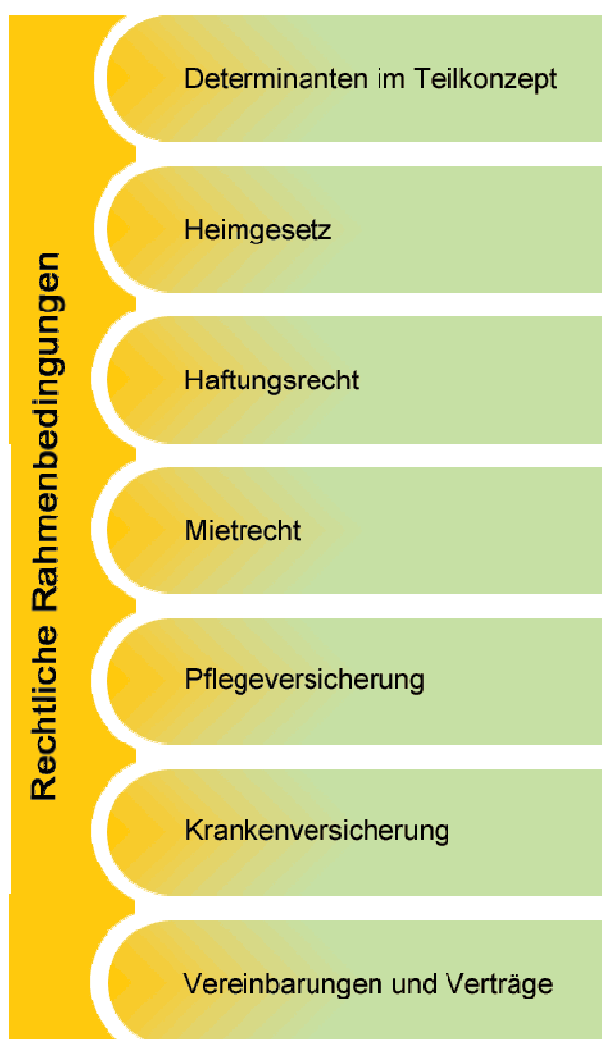 Rechtliche Rahmenbedingungen
Determinanten im Teilkonzept
Heimgesetz
Haftungsrecht
Mietrecht
Pflegeversicherung
Krankenversicherung
Vereinbarungen und Verträge